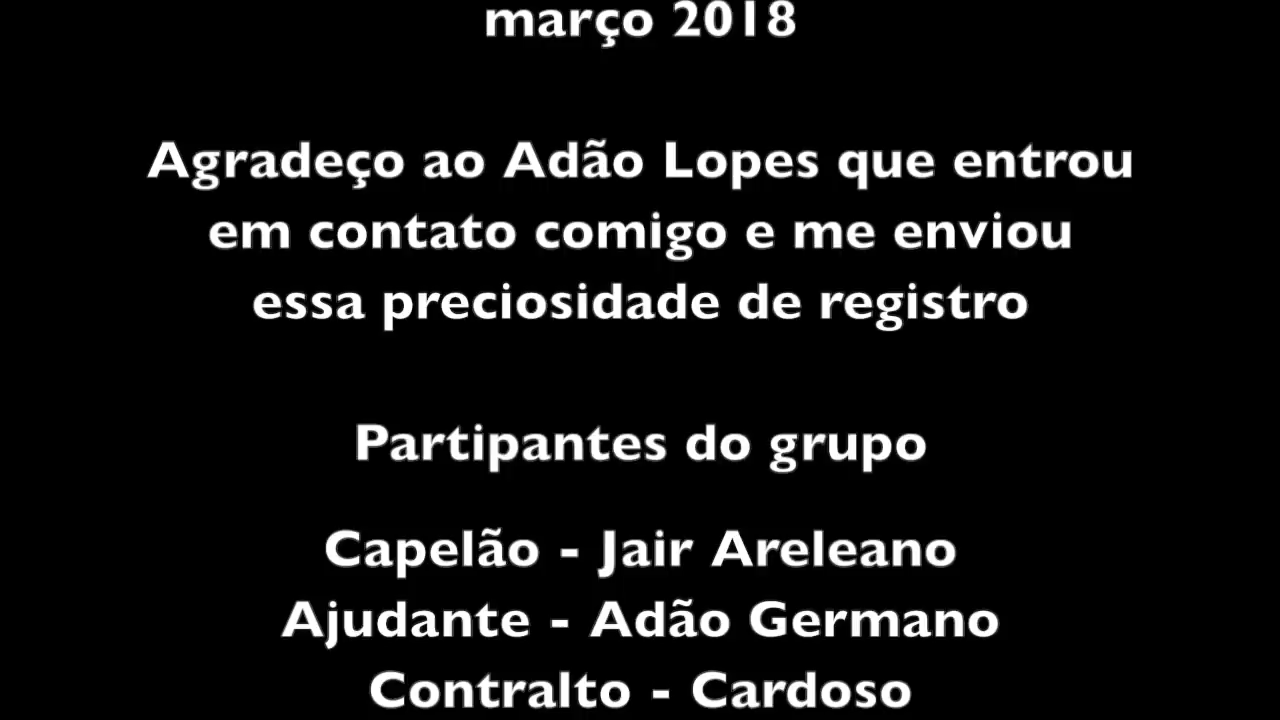 março 2018
Agradeço ao Adão Lopes que entrou
em contato comigo e me enviou
essa preciosidade de registro
Partipantes do grupo
Capelão - Jair Areleano
Ajudante - Adão Germano
Contralto - Cardoso